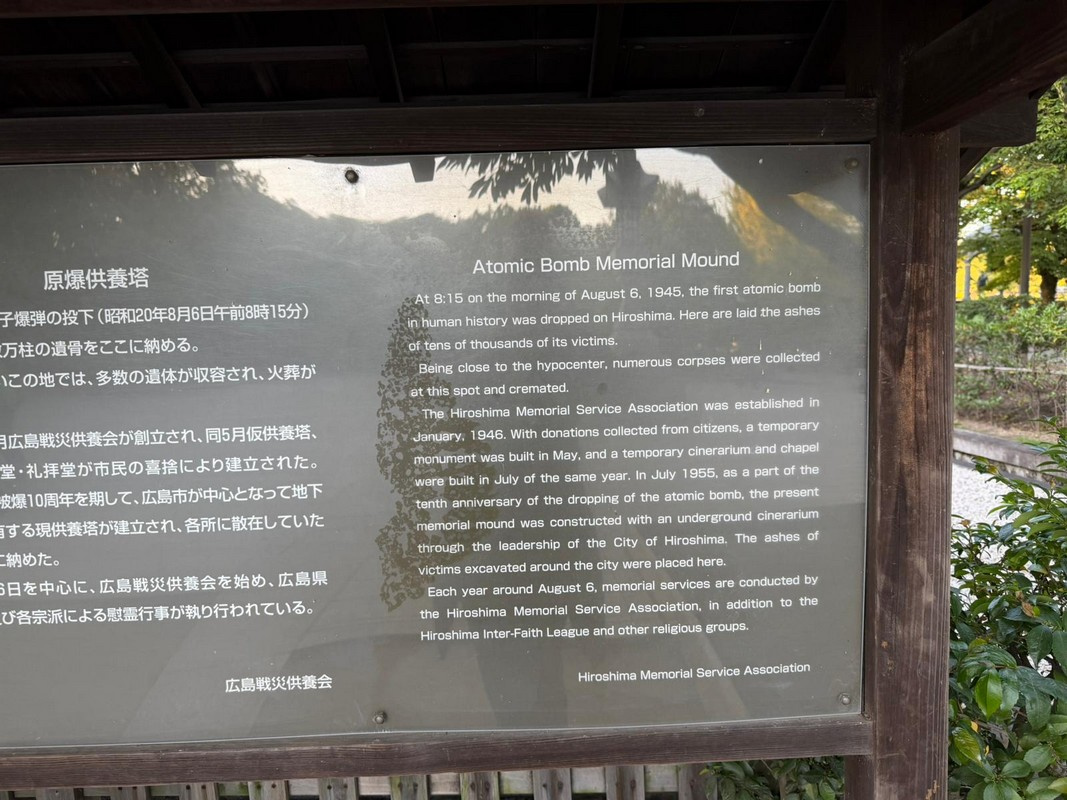 原爆供養塔
子爆弾の投下（昭和20年8月6日午前8時15分）
万柱の遺骨をここに納める。
この地では、多数の遺体が収容され、火葬が
月広島戦災供養会が創立され、同5月仮供養塔、
堂・礼拝堂が市民の喜捨により建立された。
被爆10周年を期して、広島市が中心となって地下
する現供養塔が建立され、各所に散在していた
に納めた。
6日を中心に、広島戦災供養会を始め、広島県
び各宗派による慰霊行事が執り行われている。
広島戦災供養会
Atomic Bomb Memorial Mound
At 8:15 on the morning of August 6, 1945, the first atomic bomb
in human history was dropped on Hiroshima. Here are laid the ashes
of tens of thousands of its victims.
Being close to the hypocenter, numerous corpses were collected
at this spot and cremated.
The Hiroshima Memorial Service Association was established in
January, 1946. With donations collected from citizens, a temporary
monument was built in May, and a temporary cinerarium and chapel
were built in July of the same year. In July 1955, as a part of the
tenth anniversary of the dropping of the atomic bomb, the present
memorial mound was constructed with an underground cinerarium
through the leadership of the City of Hiroshima. The ashes of
victims excavated around the city were placed here.
Each year around August 6, memorial services are conducted by
the Hiroshima Memorial Service Association, in addition to the
Hiroshima Inter-Faith League and other religious groups.
Hiroshima Memorial Service Association